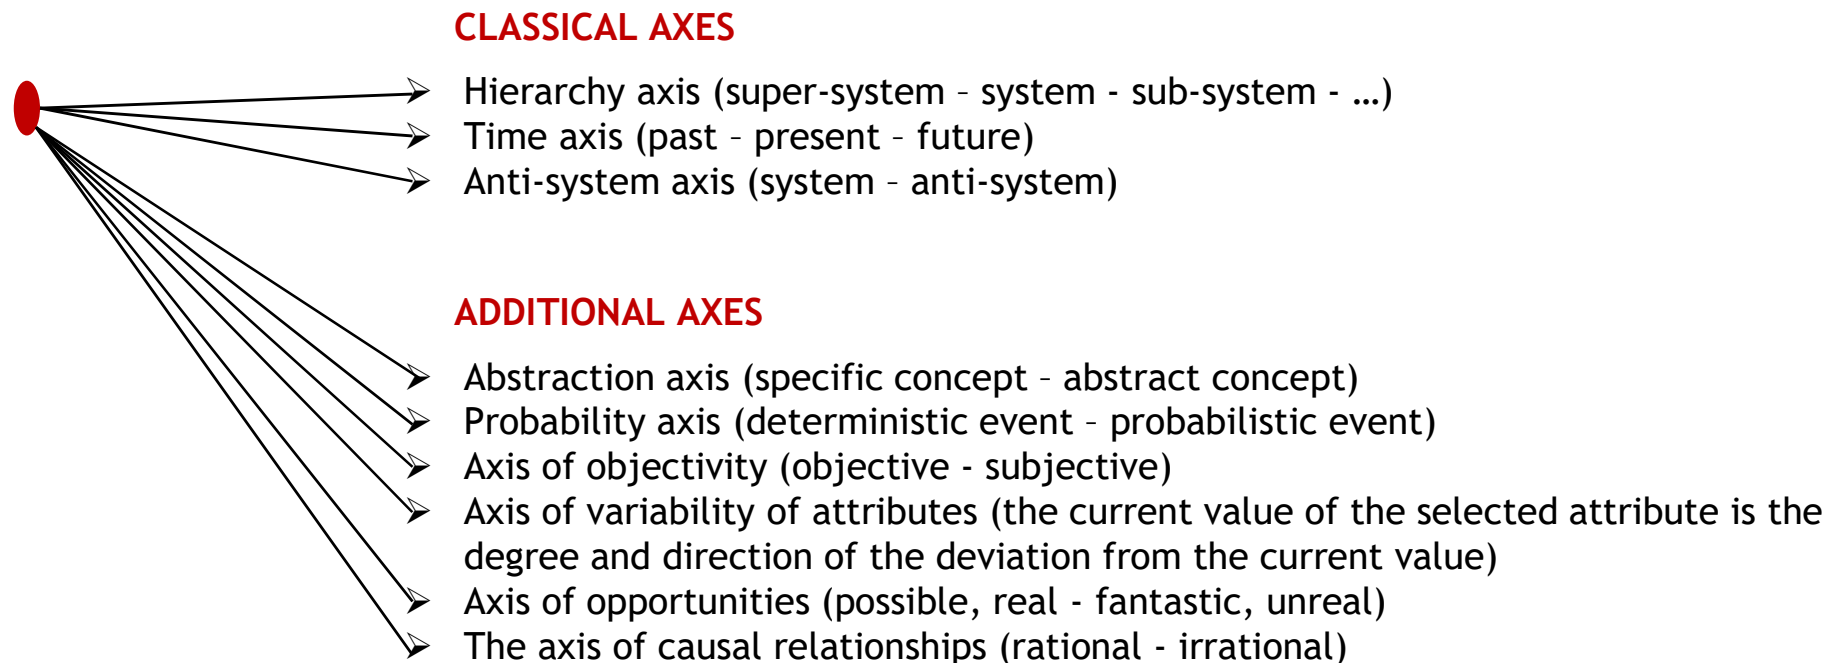 CLASSICAL AXES
Hierarchy axis (super-system – system - sub-system - …)
Time axis (past – present – future)
Anti-system axis (system – anti-system)
ADDITIONAL AXES
Abstraction axis (specific concept – abstract concept)
Probability axis (deterministic event – probabilistic event)
Axis of objectivity (objective - subjective)
Axis of variability of attributes (the current value of the selected attribute is the
degree and direction of the deviation from the current value)
Axis of opportunities (possible, real - fantastic, unreal)
The axis of causal relationships (rational - irrational)